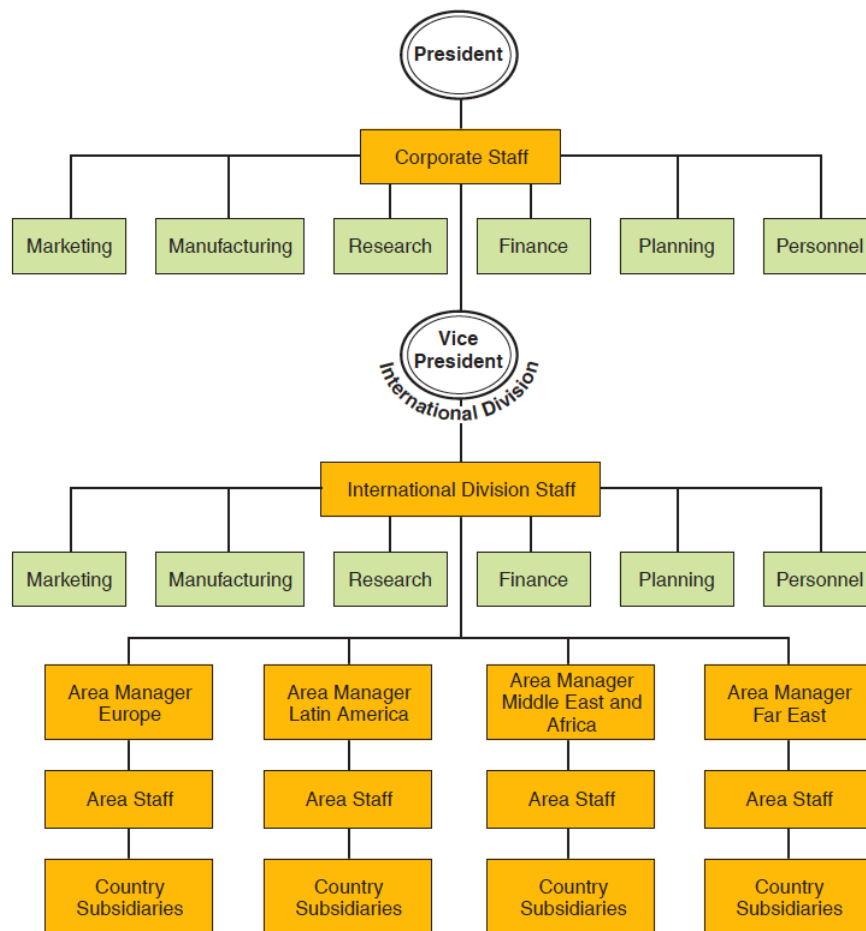 President
Corporate Staff
Marketing
Manufacturing
Research
Finance
Planning
Personnel
Vice
President
International Division
International Division Staff
Marketing
Manufacturing
Research
Finance
Planning
Personnel
Area Manager
Europe
Area Manager
Latin America
Area Manager
Middle East and
Africa
Area Manager
Far East
Area Staff
Area Staff
Area Staff
Area Staff
Country
Subsidiaries
Country
Subsidiaries
Country
Subsidiaries
Country
Subsidiaries